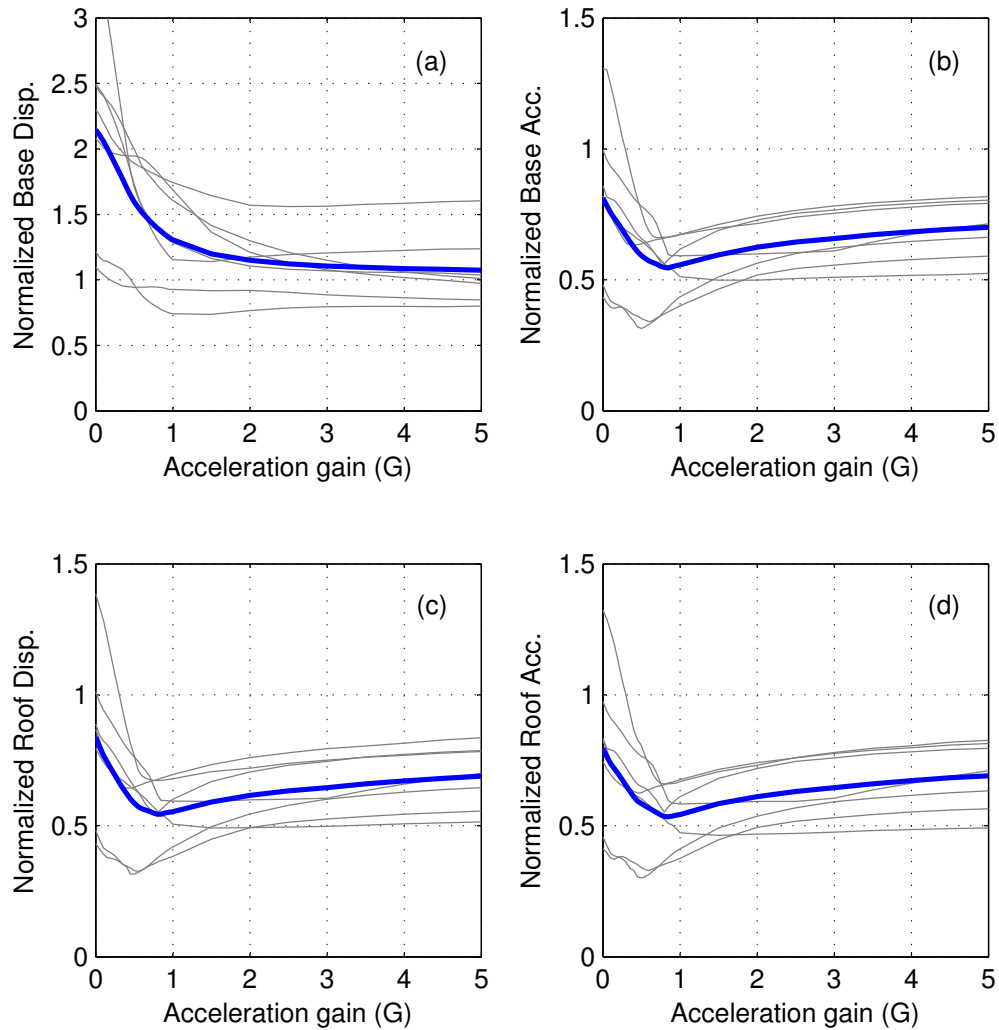 (a)
Normalized Base Disp.
3
2.5
2
1.5
1
0.5
0
0 1 2 3 4 5
Acceleration gain (G)
(b)
Normalized Base Acc.
1.5
1
0.5
0
0 1 2 3 4 5
Acceleration gain (G)
(c)
Normalized Roof Disp.
1.5
1
0.5
0
0 1 2 3 4 5
Acceleration gain (G)
(d)
Normalized Roof Acc.
1.5
1
0.5
0
0 1 2 3 4 5
Acceleration gain (G)